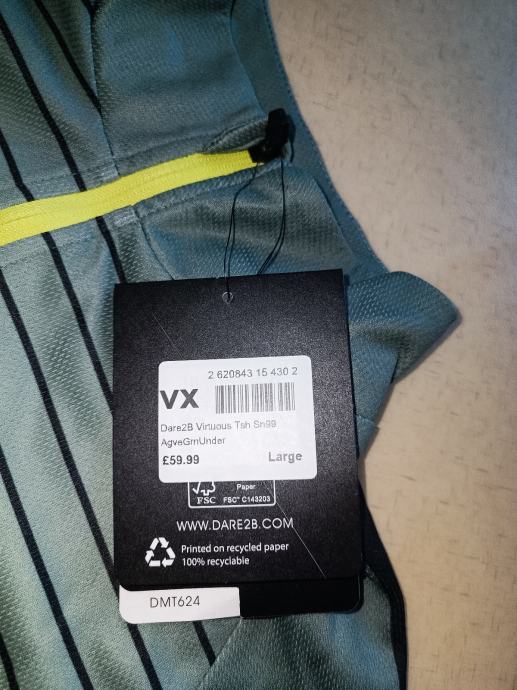 2 620843 15 430 2
VX
Dare2B Virtuous Tsh Sn99
AgveGrnUnder
£59.99 Large
Paper
FSC FSC™ C143203
WWW.DARE2B.COM
Printed on recycled paper
100% recyclable
DMT624